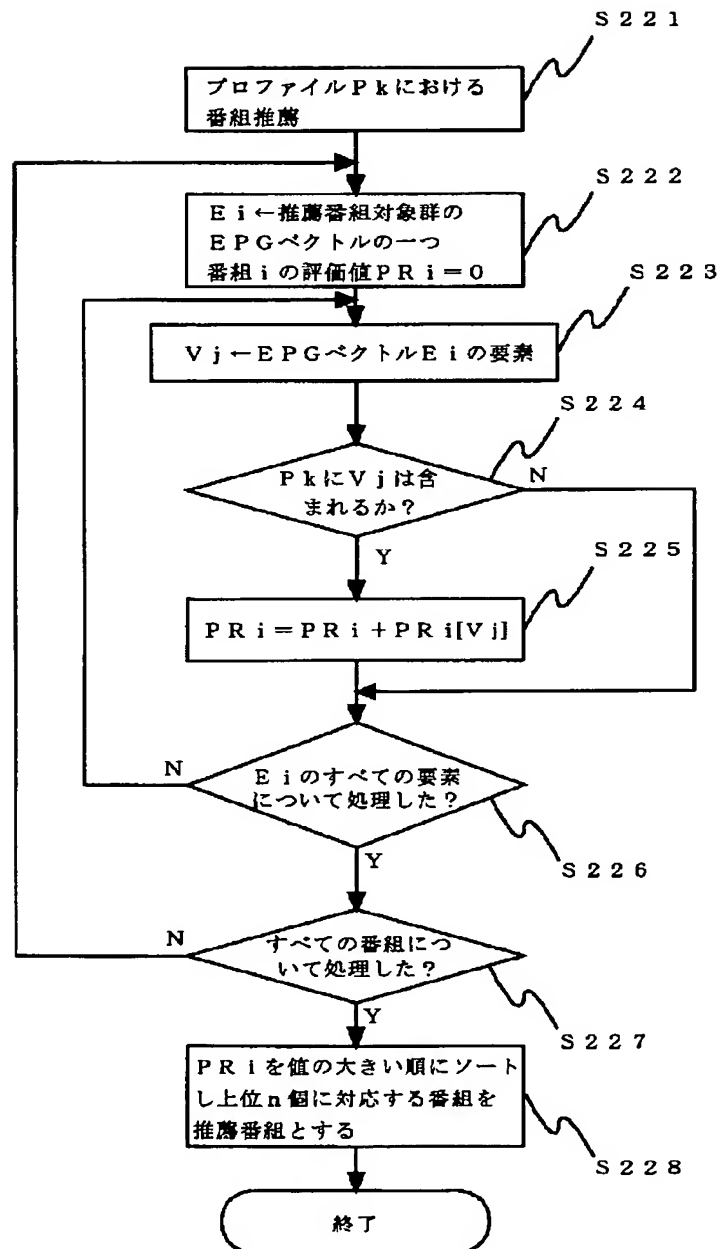 S221
プロファイルPkにおける
番組推薦
S222
Ei←推薦番組対象群の
EPGベクトルの一つ
番組iの評価値PRi=0
S223
Vj←EPGベクトルEiの要素
S224
PkにVjは含
まれるか?
N
Y
S225
PRi=PRi+PRi[Vj]
N
Eiのすべての要素
について処理した?
Y
S226
N
すべての番組につ
いて処理した?
Y
S227
PRiを値の大きい順にソート
し上位n個に対応する番組を
推薦番組とする
S228
終了